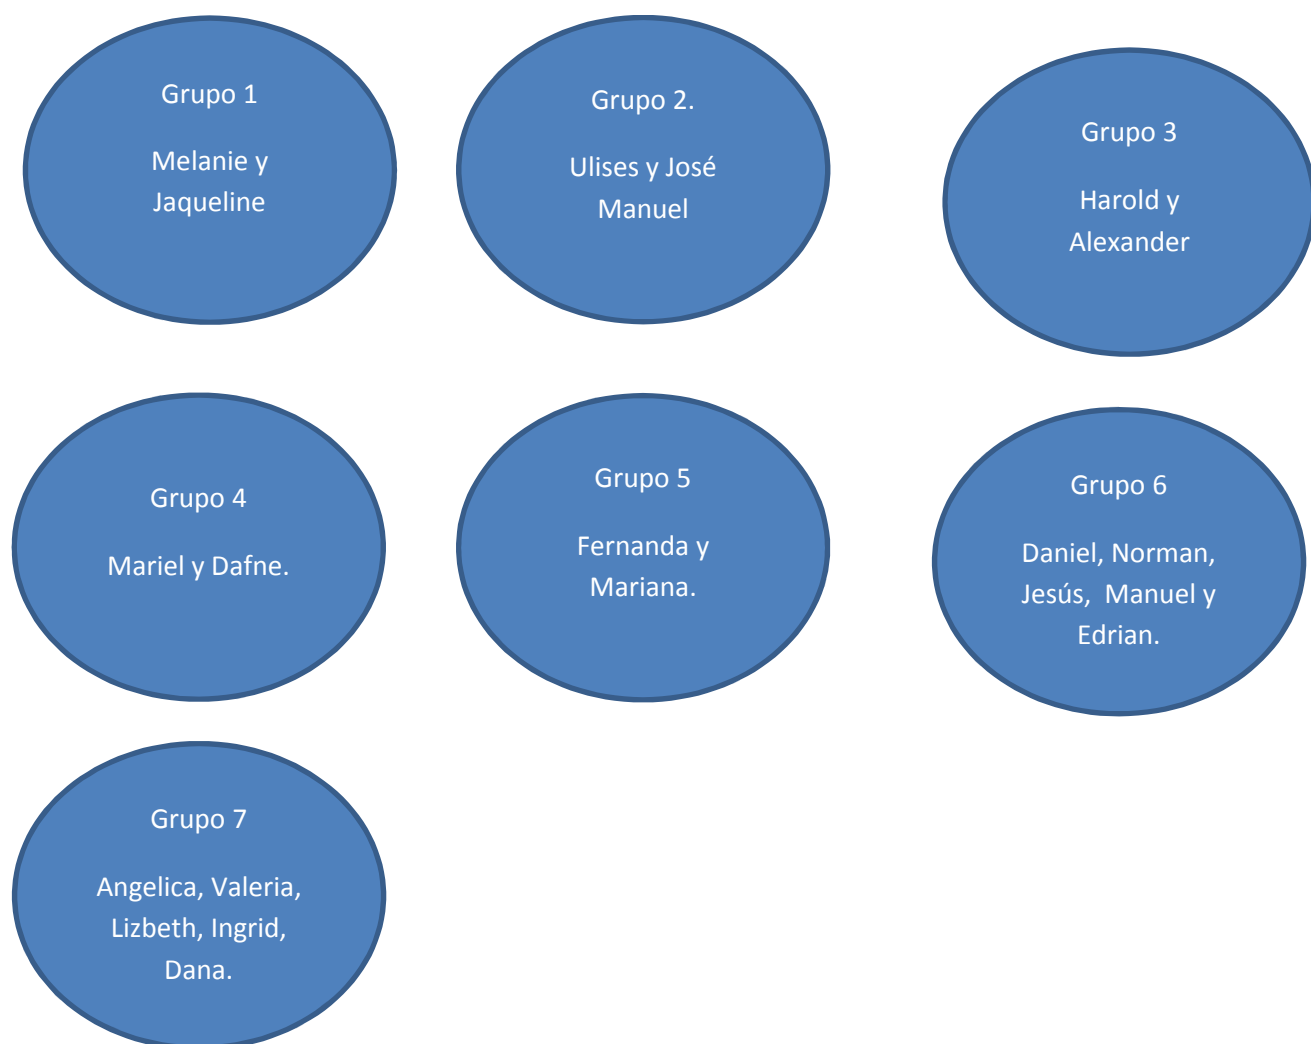 Grupo 1
Melanie y
Jaqueline
Grupo 2.
Ulises y José
Manuel
Grupo 3
Harold y
Alexander
Grupo 4
Mariel y Dafne.
Grupo 5
Fernanda y
Mariana.
Grupo 6
Daniel, Norman,
Jesús,  Manuel y
Edrian.
Grupo 7
Angelica, Valeria,
Lizbeth, Ingrid,
Dana.